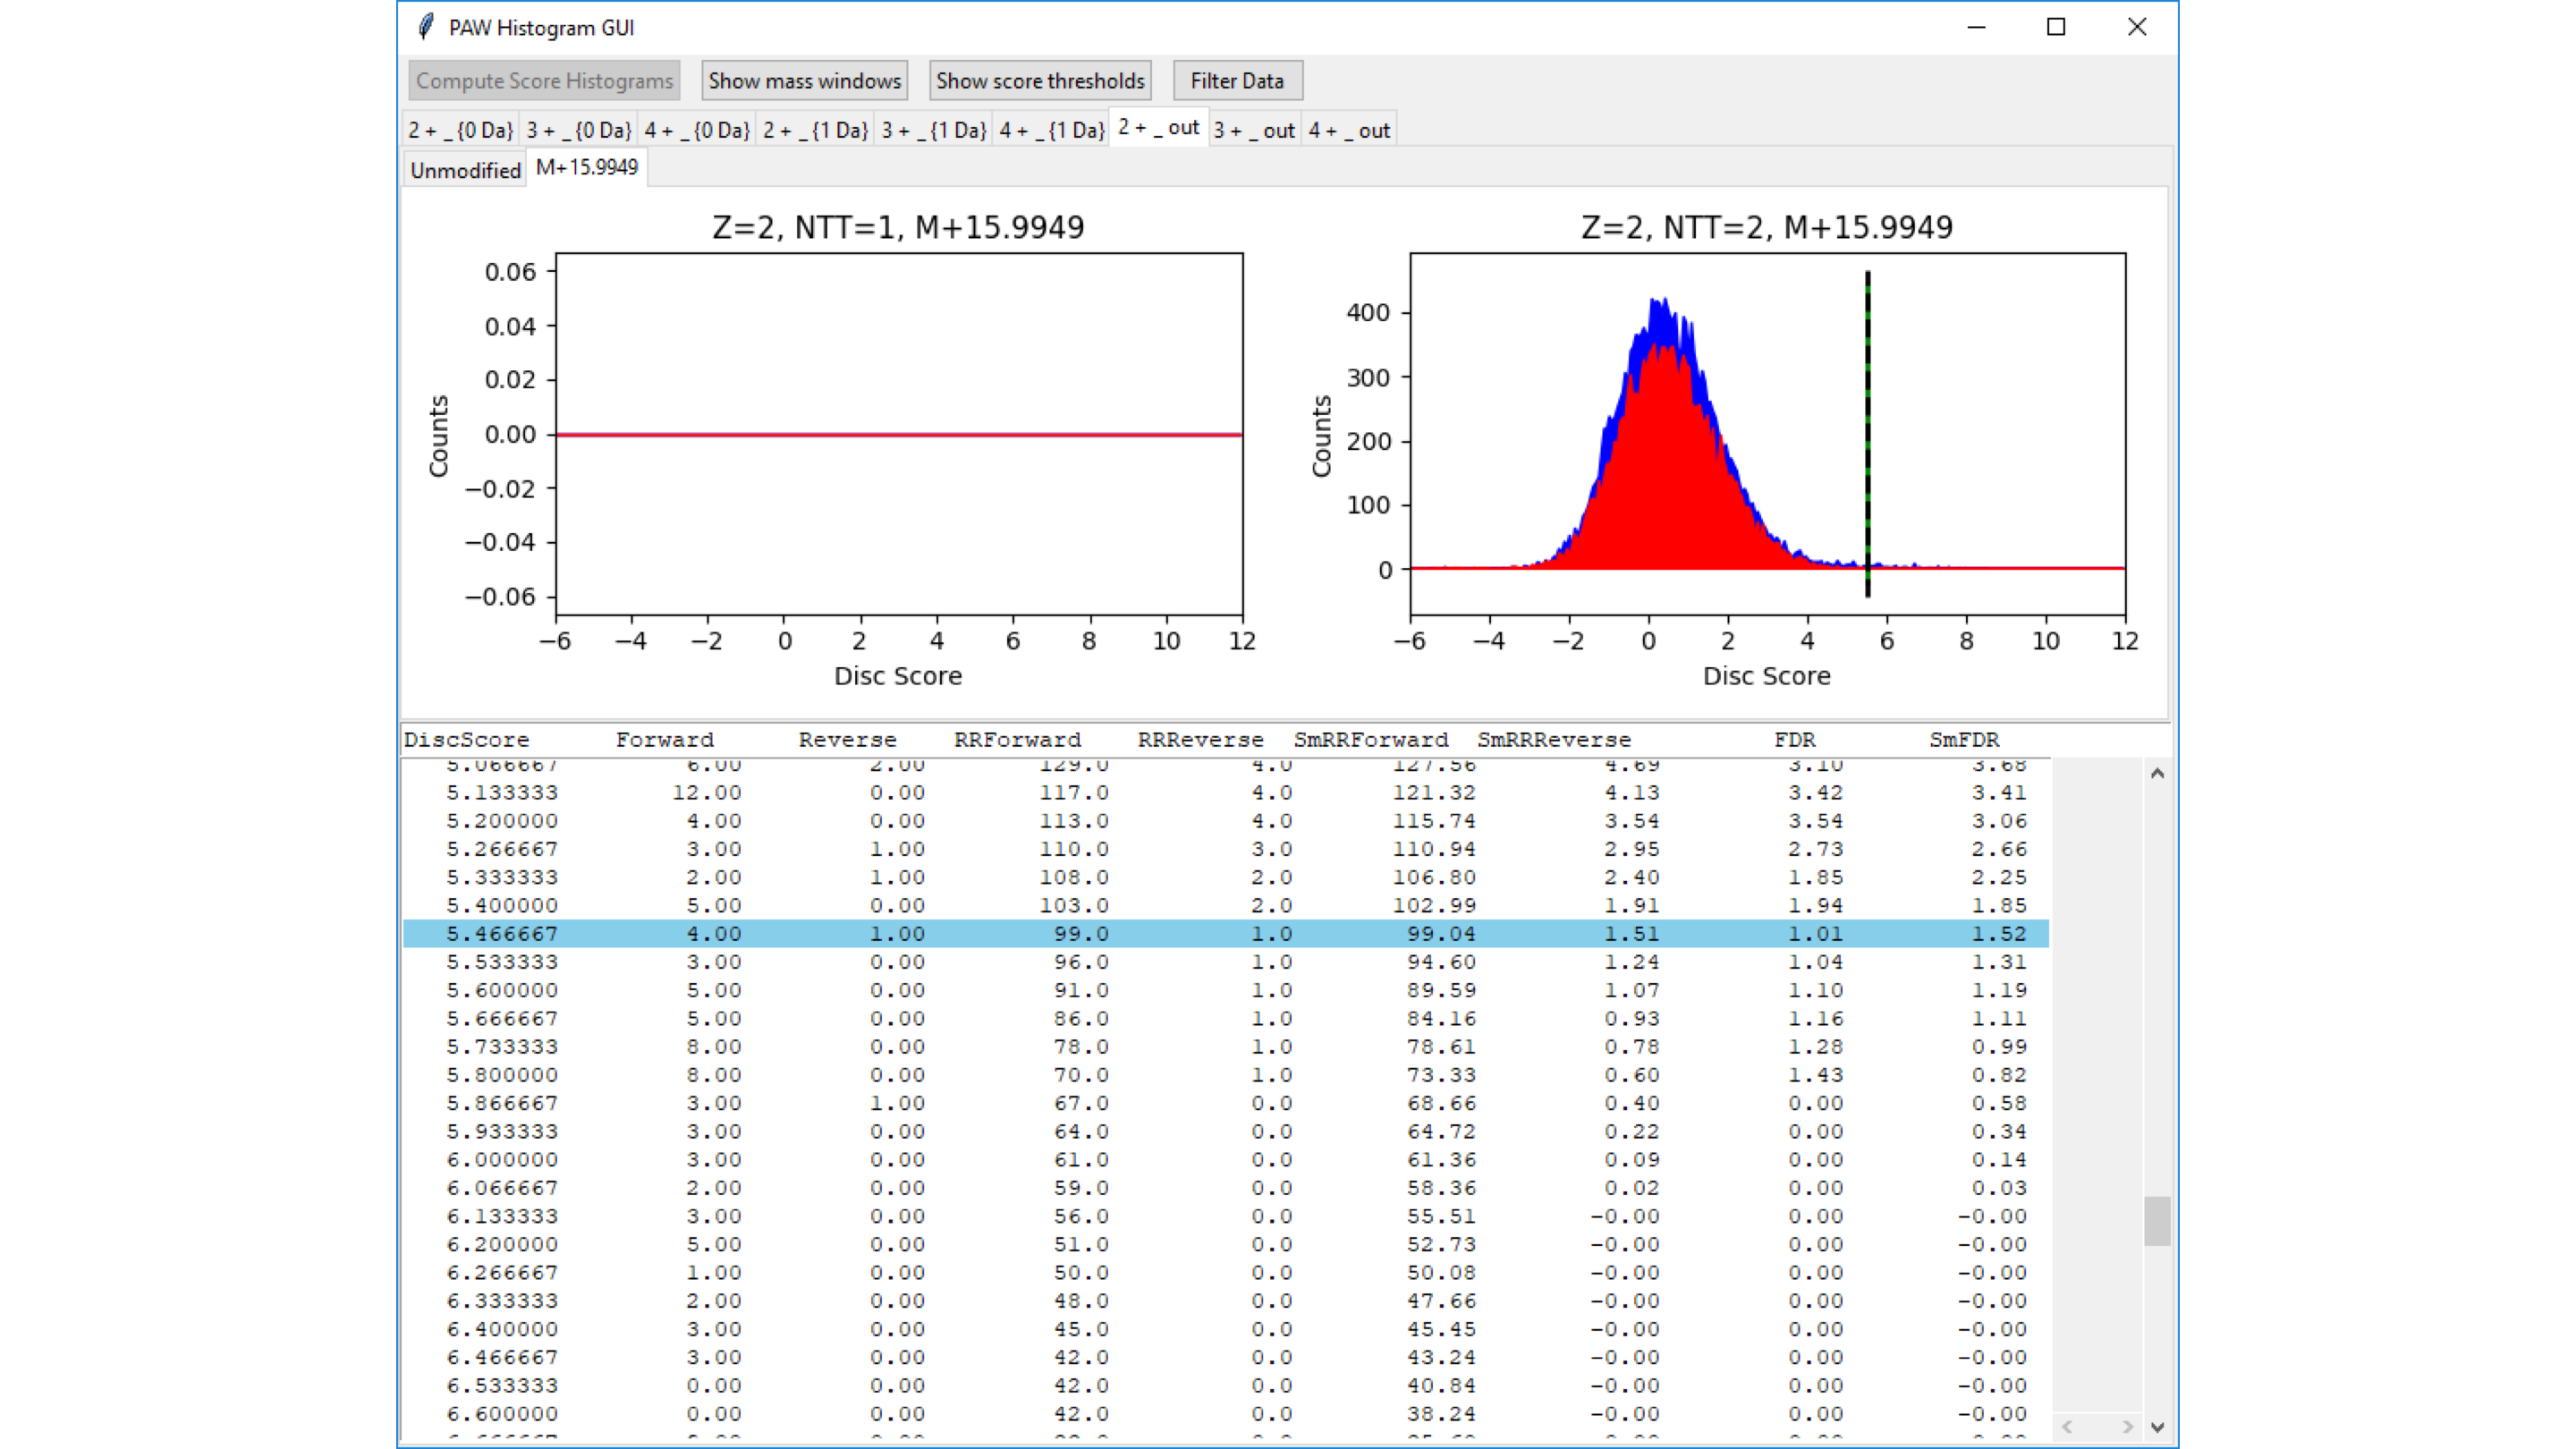 PAW Histogram GUI
Compute Score Histograms Show mass windows Show score thresholds Filter Data
2 + _ {0 Da} 3 + _ {0 Da} 4 + _ {0 Da} 2 + _ {1 Da} 3 + _ {1 Da} 4 + _ {1 Da} 2 + _ out 3 + _ out 4 + _ out
Unmodified M+15.9949
Z=2, NTT=1, M+15.9949
0.06
0.04
0.02
0.00
−0.02
−0.04
−0.06
Counts
−6 −4 −2 0 2 4 6 8 10 12
Disc Score
Z=2, NTT=2, M+15.9949
400
300
200
100
0
Counts
−6 −4 −2 0 2 4 6 8 10 12
Disc Score
DiscScore Forward Reverse RRForward RRReverse SmRRForward SmRRReverse FDR SmFDR
5.066667 6.00 2.00 129.0 4.0 127.56 4.69 3.10 3.68
5.133333 12.00 0.00 117.0 4.0 121.32 4.13 3.42 3.41
5.200000 4.00 0.00 113.0 4.0 115.74 3.54 3.54 3.06
5.266667 3.00 1.00 110.0 3.0 110.94 2.95 2.73 2.66
5.333333 2.00 1.00 108.0 2.0 106.80 2.40 1.85 2.25
5.400000 5.00 0.00 103.0 2.0 102.99 1.91 1.94 1.85
5.466667 4.00 1.00 99.0 1.0 99.04 1.51 1.01 1.52
5.533333 3.00 0.00 96.0 1.0 94.60 1.24 1.04 1.31
5.600000 5.00 0.00 91.0 1.0 89.59 1.07 1.10 1.19
5.666667 5.00 0.00 86.0 1.0 84.16 0.93 1.16 1.11
5.733333 8.00 0.00 78.0 1.0 78.61 0.78 1.28 0.99
5.800000 8.00 0.00 70.0 1.0 73.33 0.60 1.43 0.82
5.866667 3.00 1.00 67.0 0.0 68.66 0.40 0.00 0.58
5.933333 3.00 0.00 64.0 0.0 64.72 0.22 0.00 0.34
6.000000 3.00 0.00 61.0 0.0 61.36 0.09 0.00 0.14
6.066667 2.00 0.00 59.0 0.0 58.36 0.02 0.00 0.03
6.133333 3.00 0.00 56.0 0.0 55.51 -0.00 0.00 -0.00
6.200000 5.00 0.00 51.0 0.0 52.73 -0.00 0.00 -0.00
6.266667 1.00 0.00 50.0 0.0 50.08 -0.00 0.00 -0.00
6.333333 2.00 0.00 48.0 0.0 47.66 -0.00 0.00 -0.00
6.400000 3.00 0.00 45.0 0.0 45.45 -0.00 0.00 -0.00
6.466667 3.00 0.00 42.0 0.0 43.24 -0.00 0.00 -0.00
6.533333 0.00 0.00 42.0 0.0 40.84 -0.00 0.00 -0.00
6.600000 0.00 0.00 42.0 0.0 38.24 -0.00 0.00 -0.00